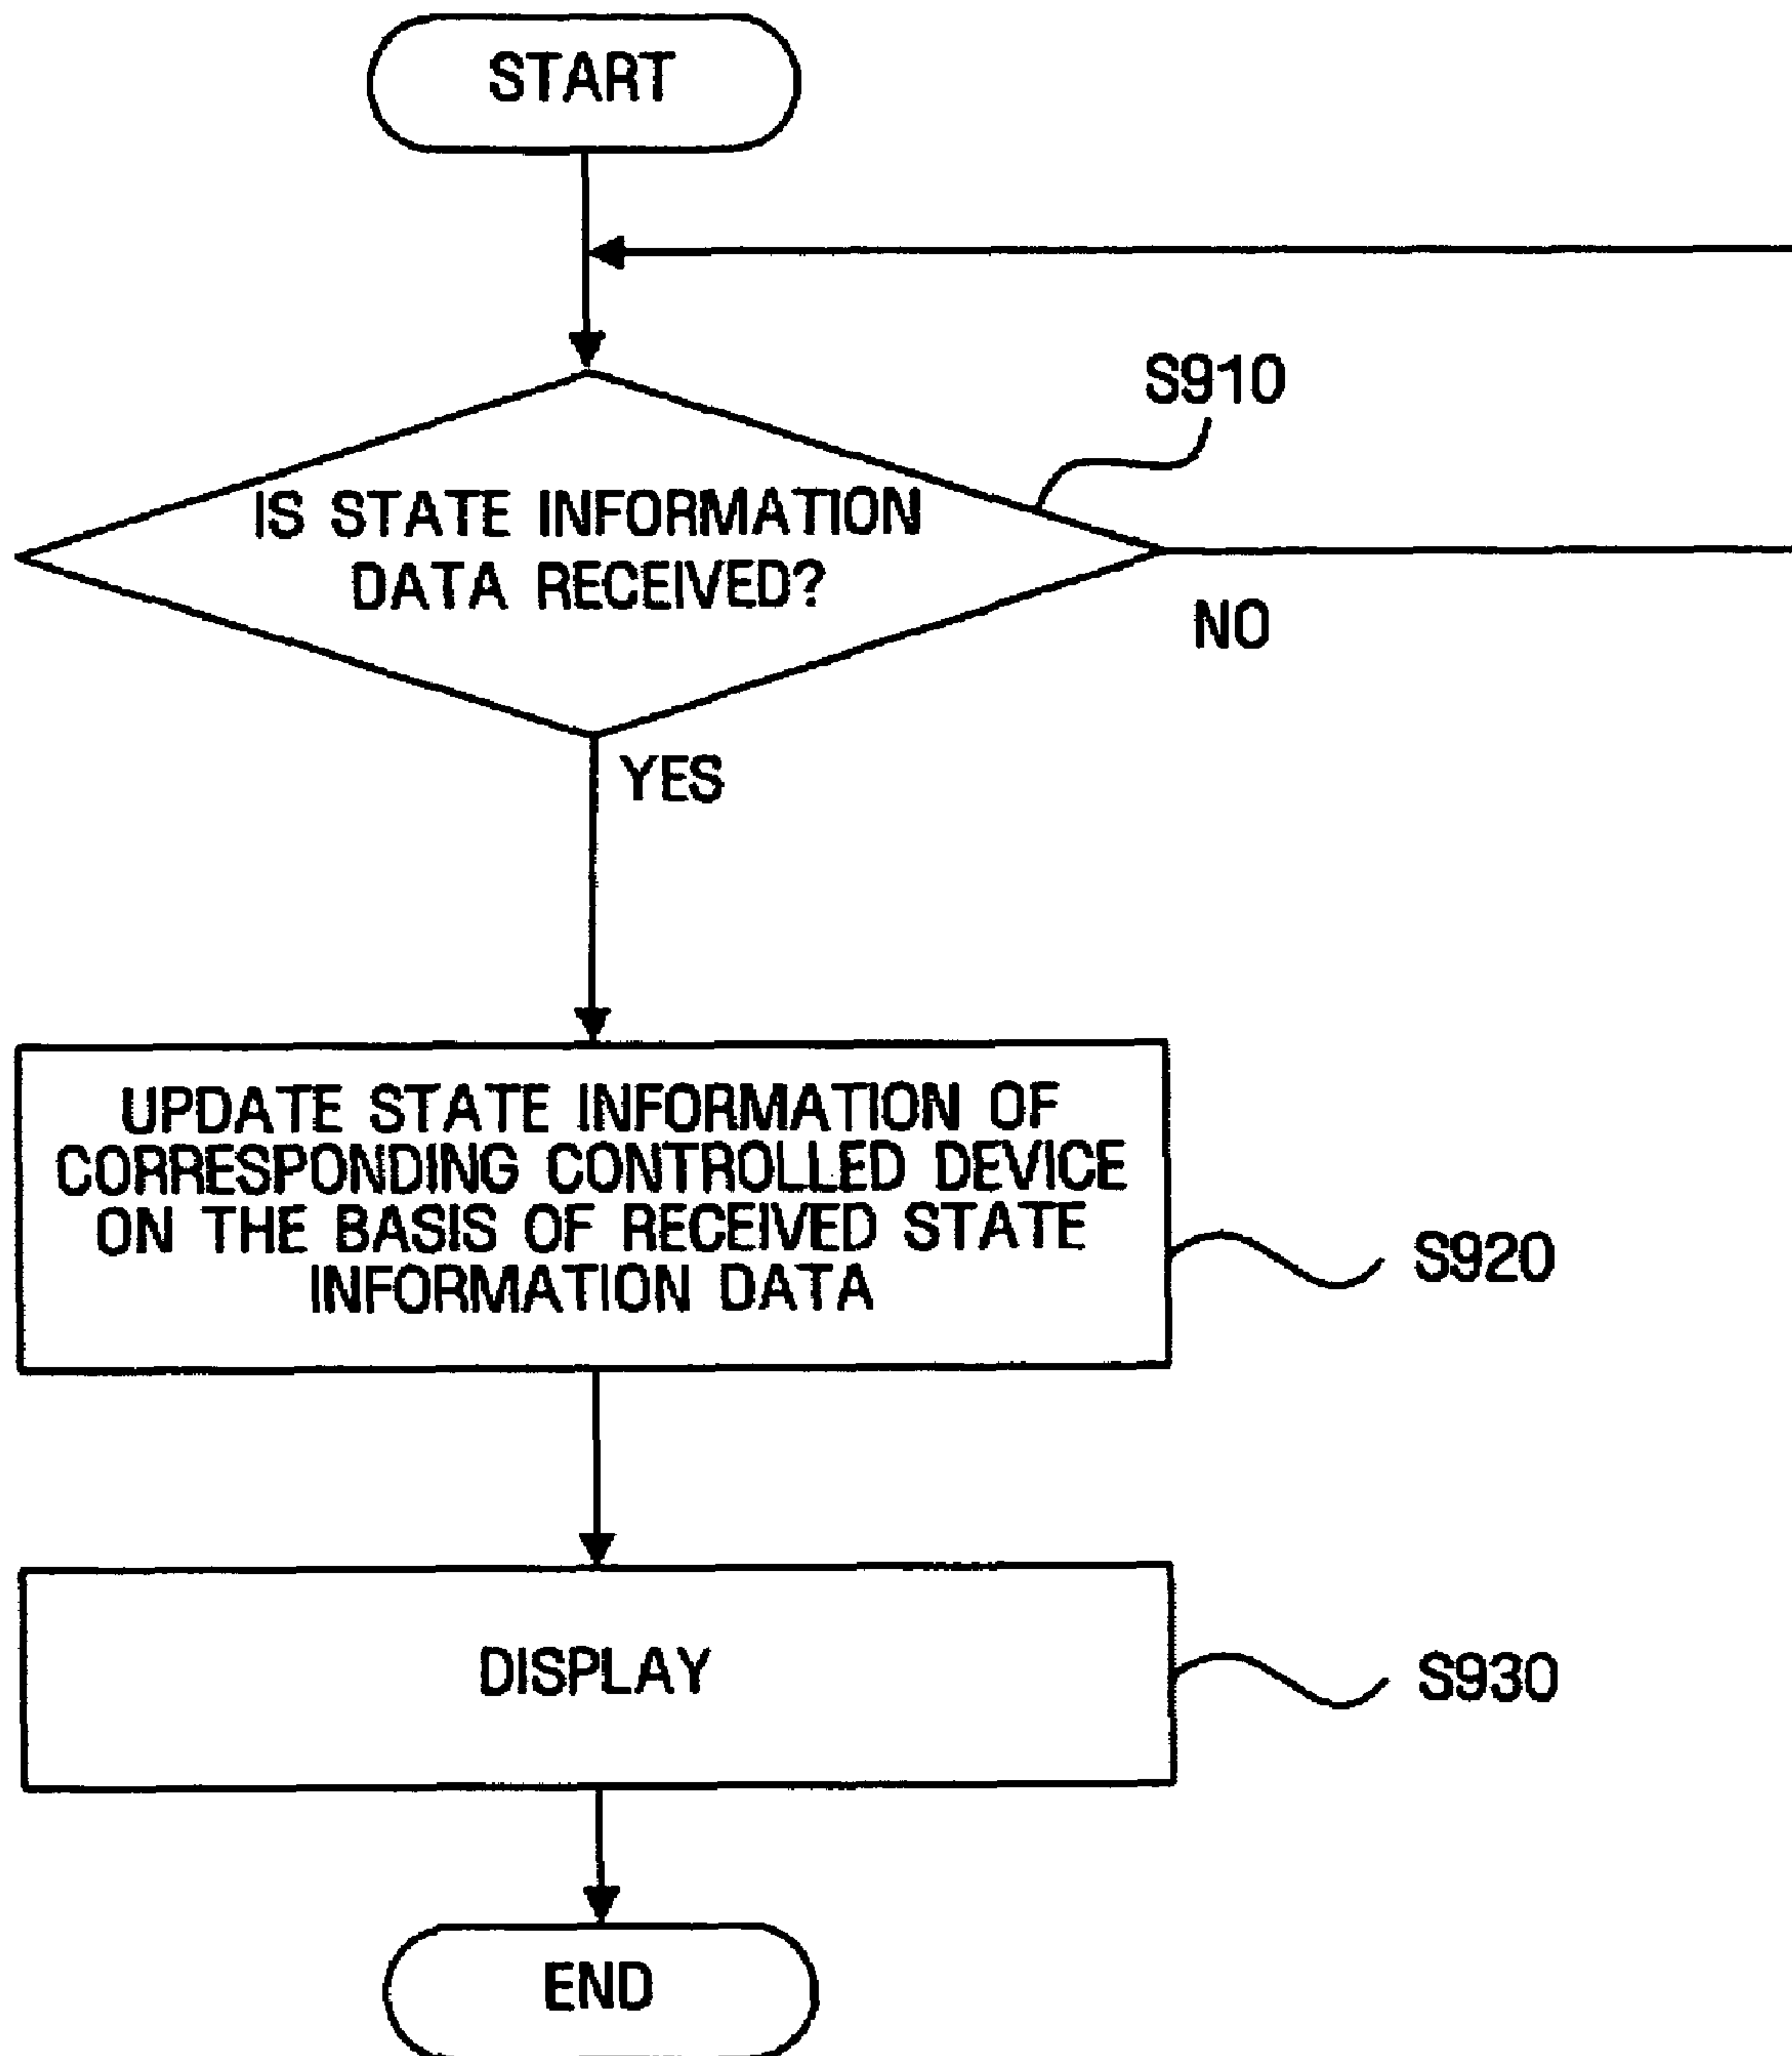 START
S910
IS STATE INFORMATION
DATA RECEIVED?
NO
YES
UPDATE STATE INFORMATION OF
CORRESPONDING CONTROLLED DEVICE
ON THE BASIS OF RECEIVED STATE
INFORMATION DATA
S920
DISPLAY
S930
END